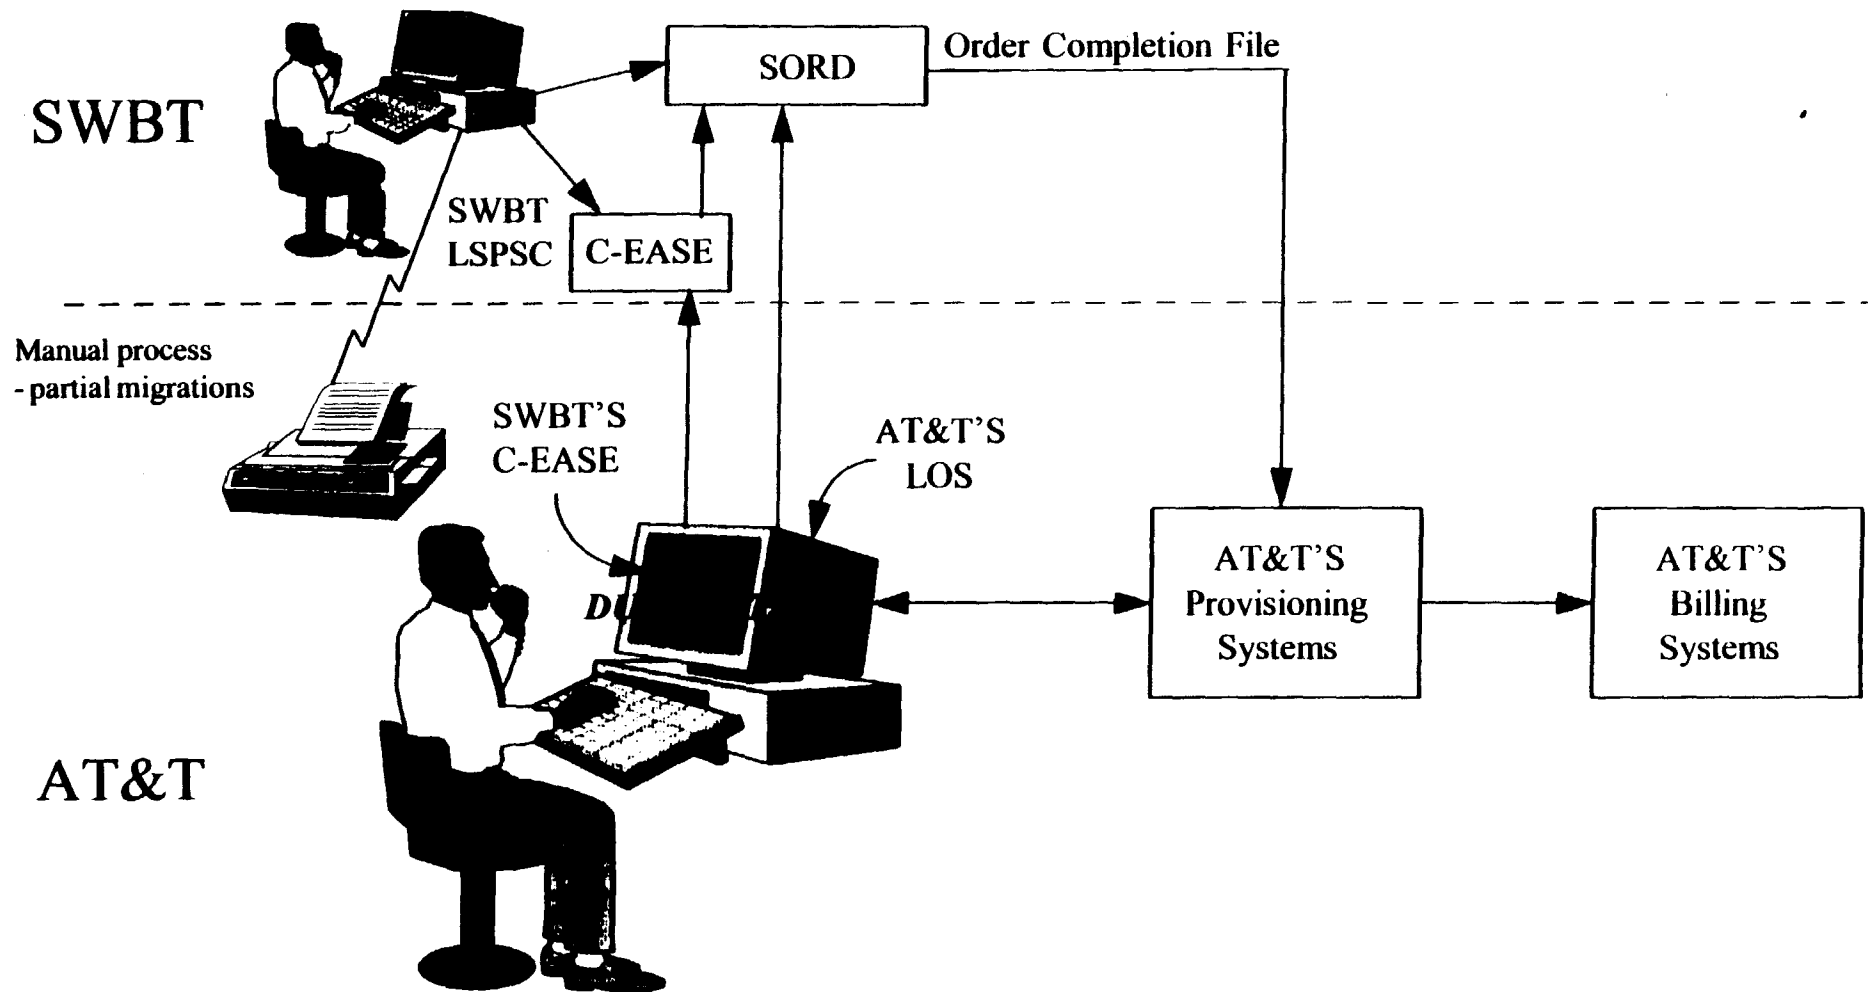 SORD
Order Completion File
SWBT
SWBT
LSPSC
C-EASE
Manual process
- partial migrations
SWBT'S
C-EASE
AT&T'S
LOS
AT&T'S
Provisioning
Systems
AT&T'S
Billing
Systems
AT&T